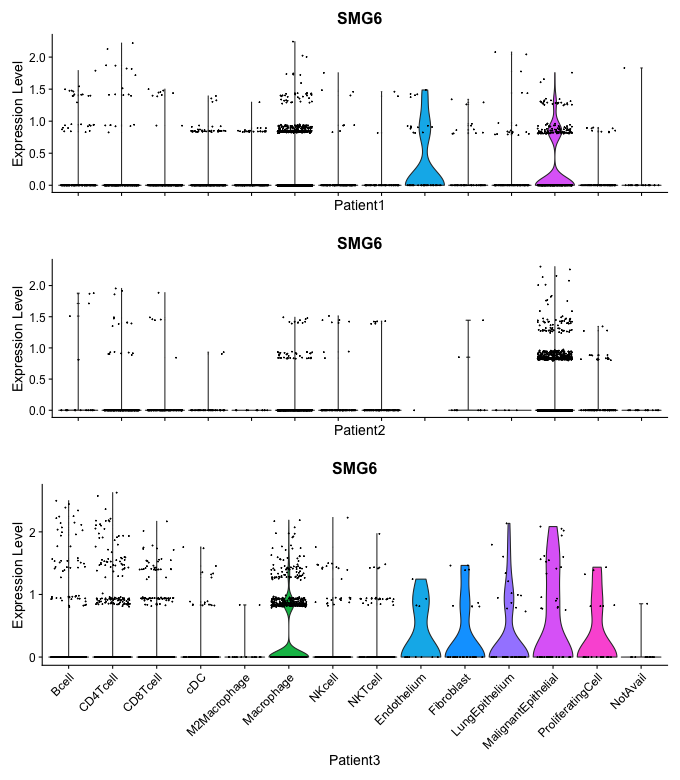 SMG6
Expression Level
2.0
1.5
1.0
0.5
0.0
Patient1
SMG6
Expression Level
2.0
1.5
1.0
0.5
0.0
Patient2
SMG6
Expression Level
2
1
0
Bcell
CD4Tcell
CD8Tcell
cDC
M2Macrophage
Macrophage
NKcell
NKTcell
Endothelium
Fibroblast
LungEpithelium
MalignantEpithelial
ProliferatingCell
NotAvail
Patient3